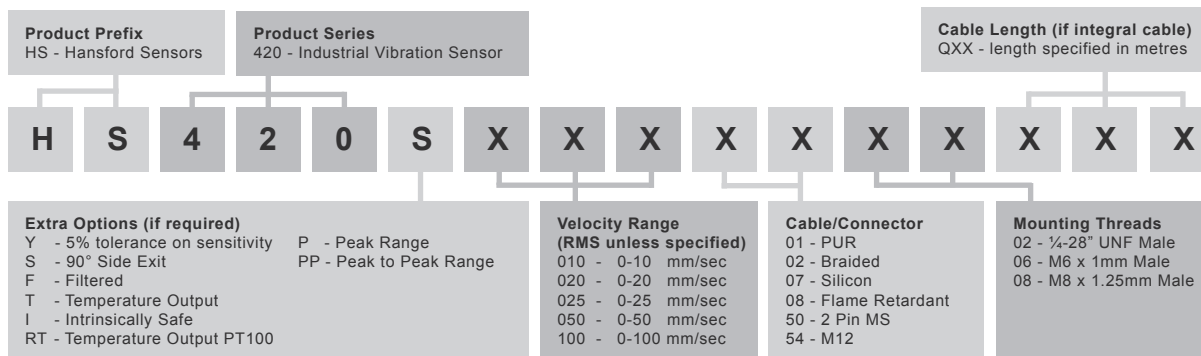 Product Prefix
HS - Hansford Sensors
Product Series
420 - Industrial Vibration Sensor
Cable Length (if integral cable)
QXX - length specified in metres
H S 4 2 0 S X X X X X X X X X X
Extra Options (if required)
Y - 5% tolerance on sensitivity
S - 90° Side Exit
F - Filtered
T - Temperature Output
I - Intrinsically Safe
RT - Temperature Output PT100
P - Peak Range
PP - Peak to Peak Range
Velocity Range
(RMS unless specified)
010 - 0-10 mm/sec
020 - 0-20 mm/sec
025 - 0-25 mm/sec
050 - 0-50 mm/sec
100 - 0-100 mm/sec
Cable/Connector
01 - PUR
02 - Braided
07 - Silicon
08 - Flame Retardant
50 - 2 Pin MS
54 - M12
Mounting Threads
02 - ¼-28” UNF Male
06 - M6 x 1mm Male
08 - M8 x 1.25mm Male